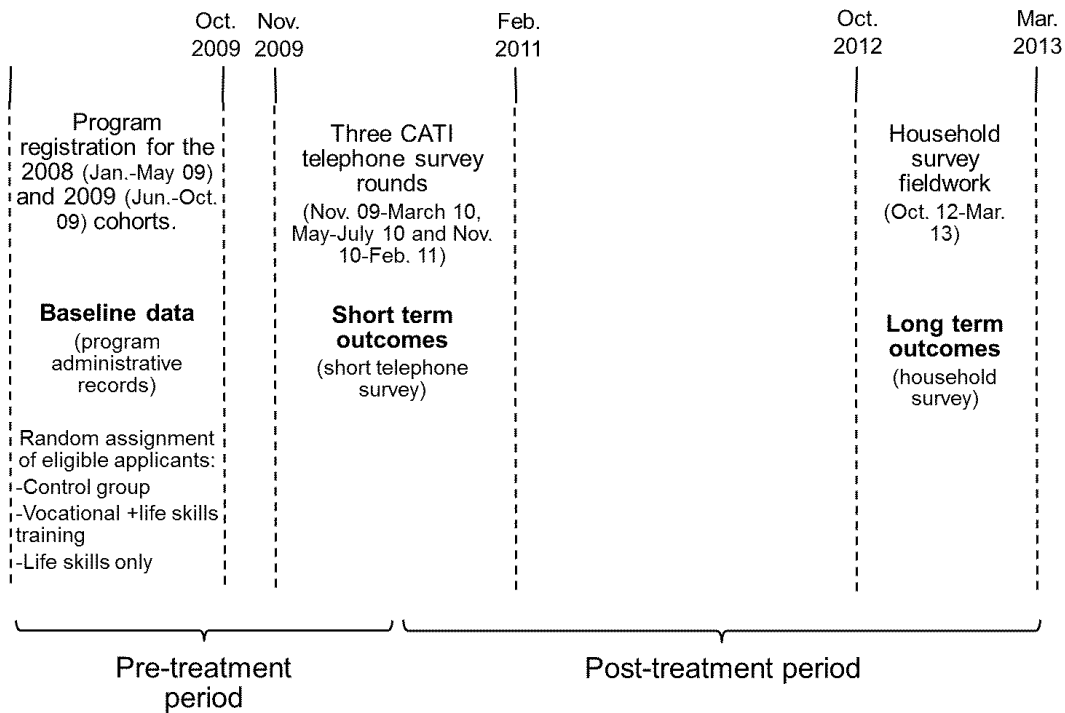 Oct.
2009
Nov.
2009
Feb.
2011
Oct.
2012
Mar.
2013
Program
registration for the
2008 (Jan.-May 09)
and 2009 (Jun.-Oct.
09) cohorts.
Baseline data
(program
administrative
records)
Random assignment
of eligible applicants:
-Control group
-Vocational +life skills
training
-Life skills only
Three CATI
telephone survey
rounds
(Nov. 09-March 10,
May-July 10 and Nov.
10-Feb. 11)
Short term
outcomes
(short telephone
survey)
Household
survey
fieldwork
(Oct. 12-Mar.
13)
Long term
outcomes
(household
survey)
Pre-treatment
period
Post-treatment period